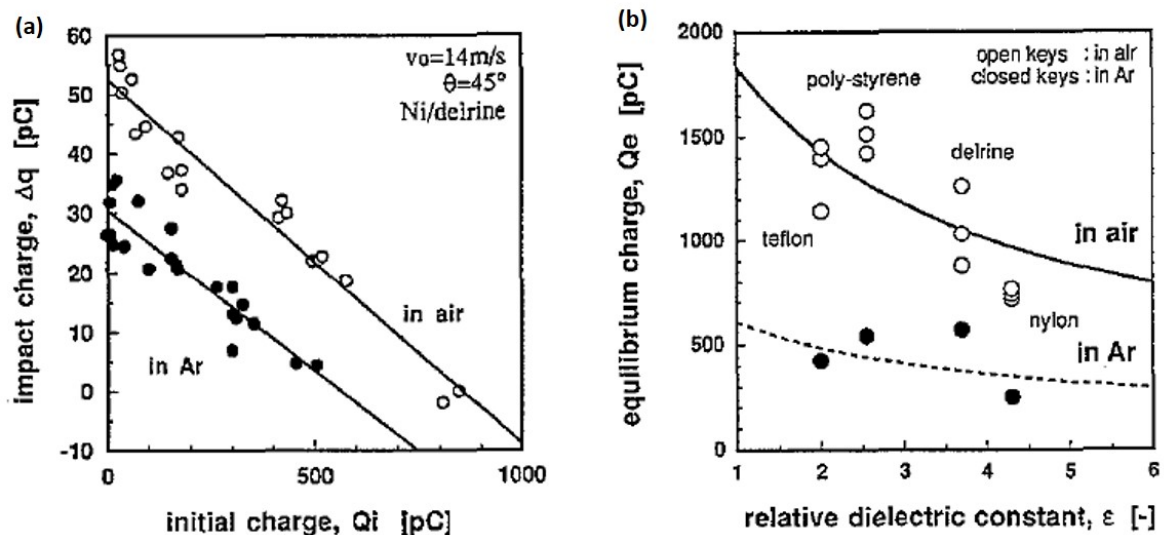 (a)
60
50
40
30
20
10
0
-10
impact charge, Δq [pC]
vo=14m/s
θ=45°
Ni/delrine
in air
in Ar
0 500 1000
initial charge, Qi [pC]
(b)
2000
1500
1000
500
0
equilibrium charge, Qe [pC]
open keys : in air
closed keys : in Ar
poly-styrene
delrine
teflon
in air
nylon
in Ar
1 2 3 4 5 6
relative dielectric constant, ε [-]